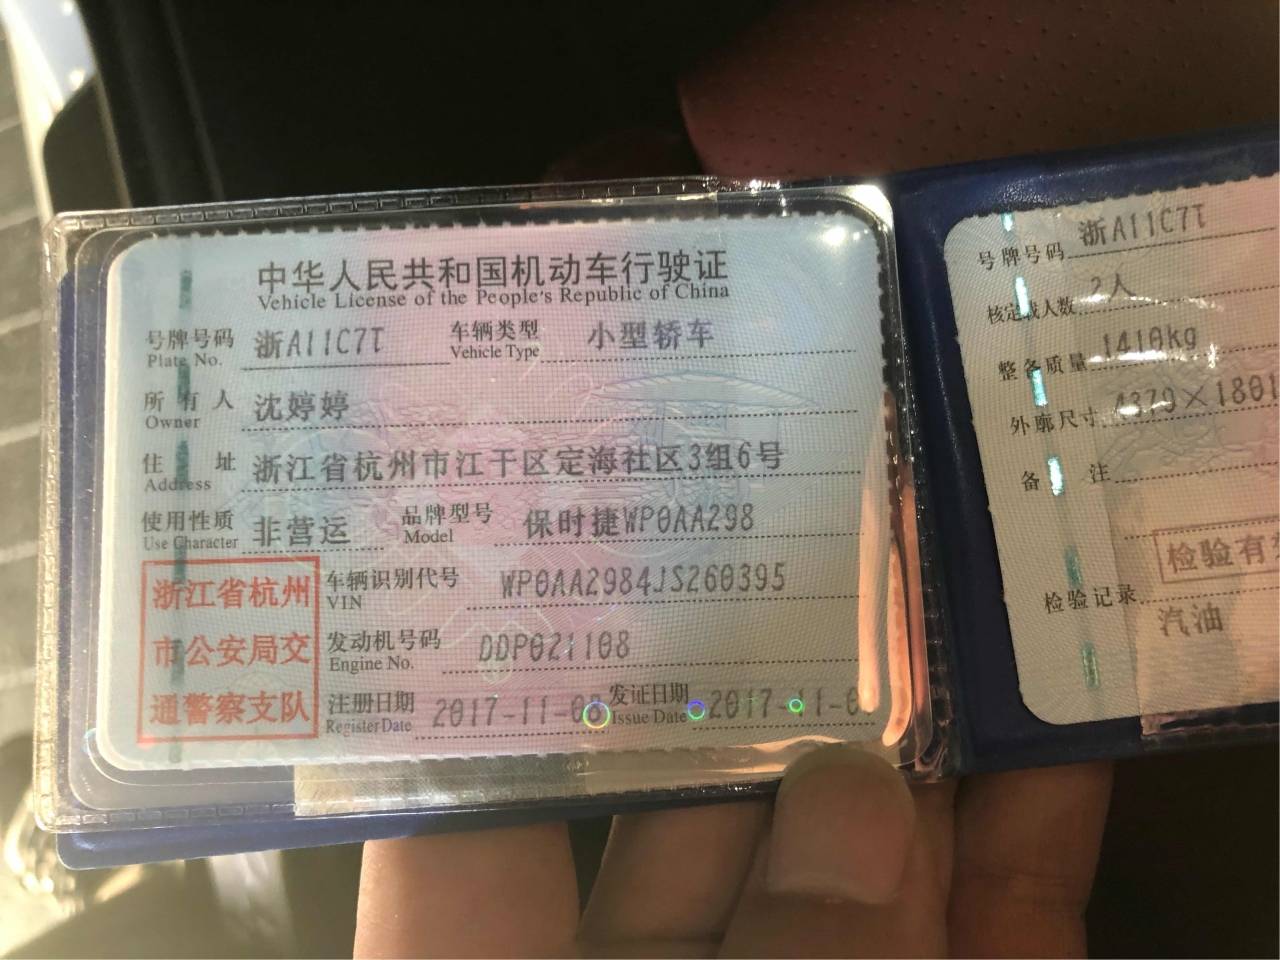 中华人民共和国机动车行驶证
Vehicle License of the People's Republic of China
号牌号码 浙A11C7T 车辆类型 小型轿车
Plate No. Vehicle Type
所有人 沈婷婷
Owner
住址 浙江省杭州市江干区定海社区3组6号
Address
使用性质 非营运 品牌型号 保时捷WP0AA298
Use Character Model
浙江省杭州
市公安局交
通警察支队
车辆识别代号 WP0AA2984JS260395
VIN
发动机号码 DDP021108
Engine No.
注册日期 2017-11-08 发证日期 2017-11-0
Register Date Issue Date
号牌号码 浙A11C7T
核定载人数 2人
整备质量 1410kg
外廓尺寸 4379×1801
备注
检验有
检验记录
汽油